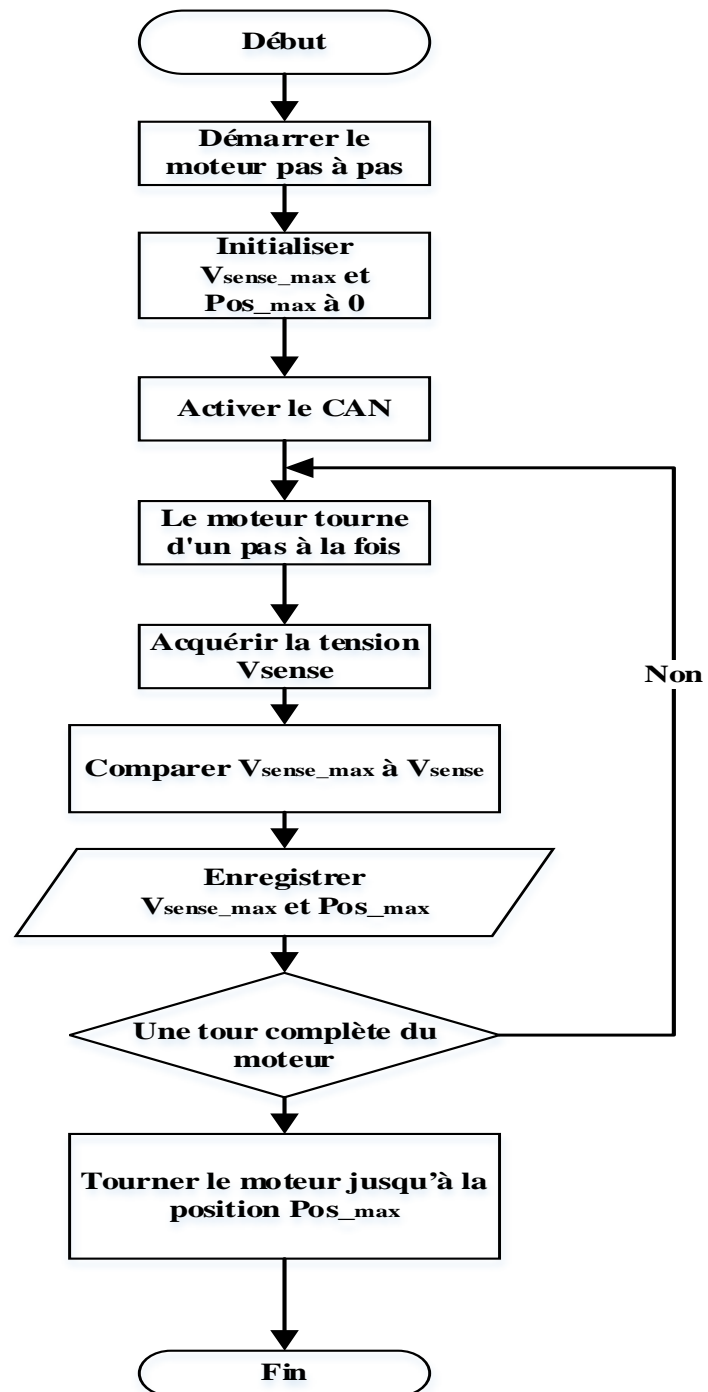 Début
Démarrer le
moteur pas à pas
Initialiser
Vsense_max et
Pos_max à 0
Activer le CAN
Le moteur tourne
d'un pas à la fois
Acquérir la tension
Vsense
Non
Comparer Vsense_max à Vsense
Enregistrer
Vsense_max et Pos_max
Une tour complète du
moteur
Tourner le moteur jusqu’à la
position Pos_max
Fin